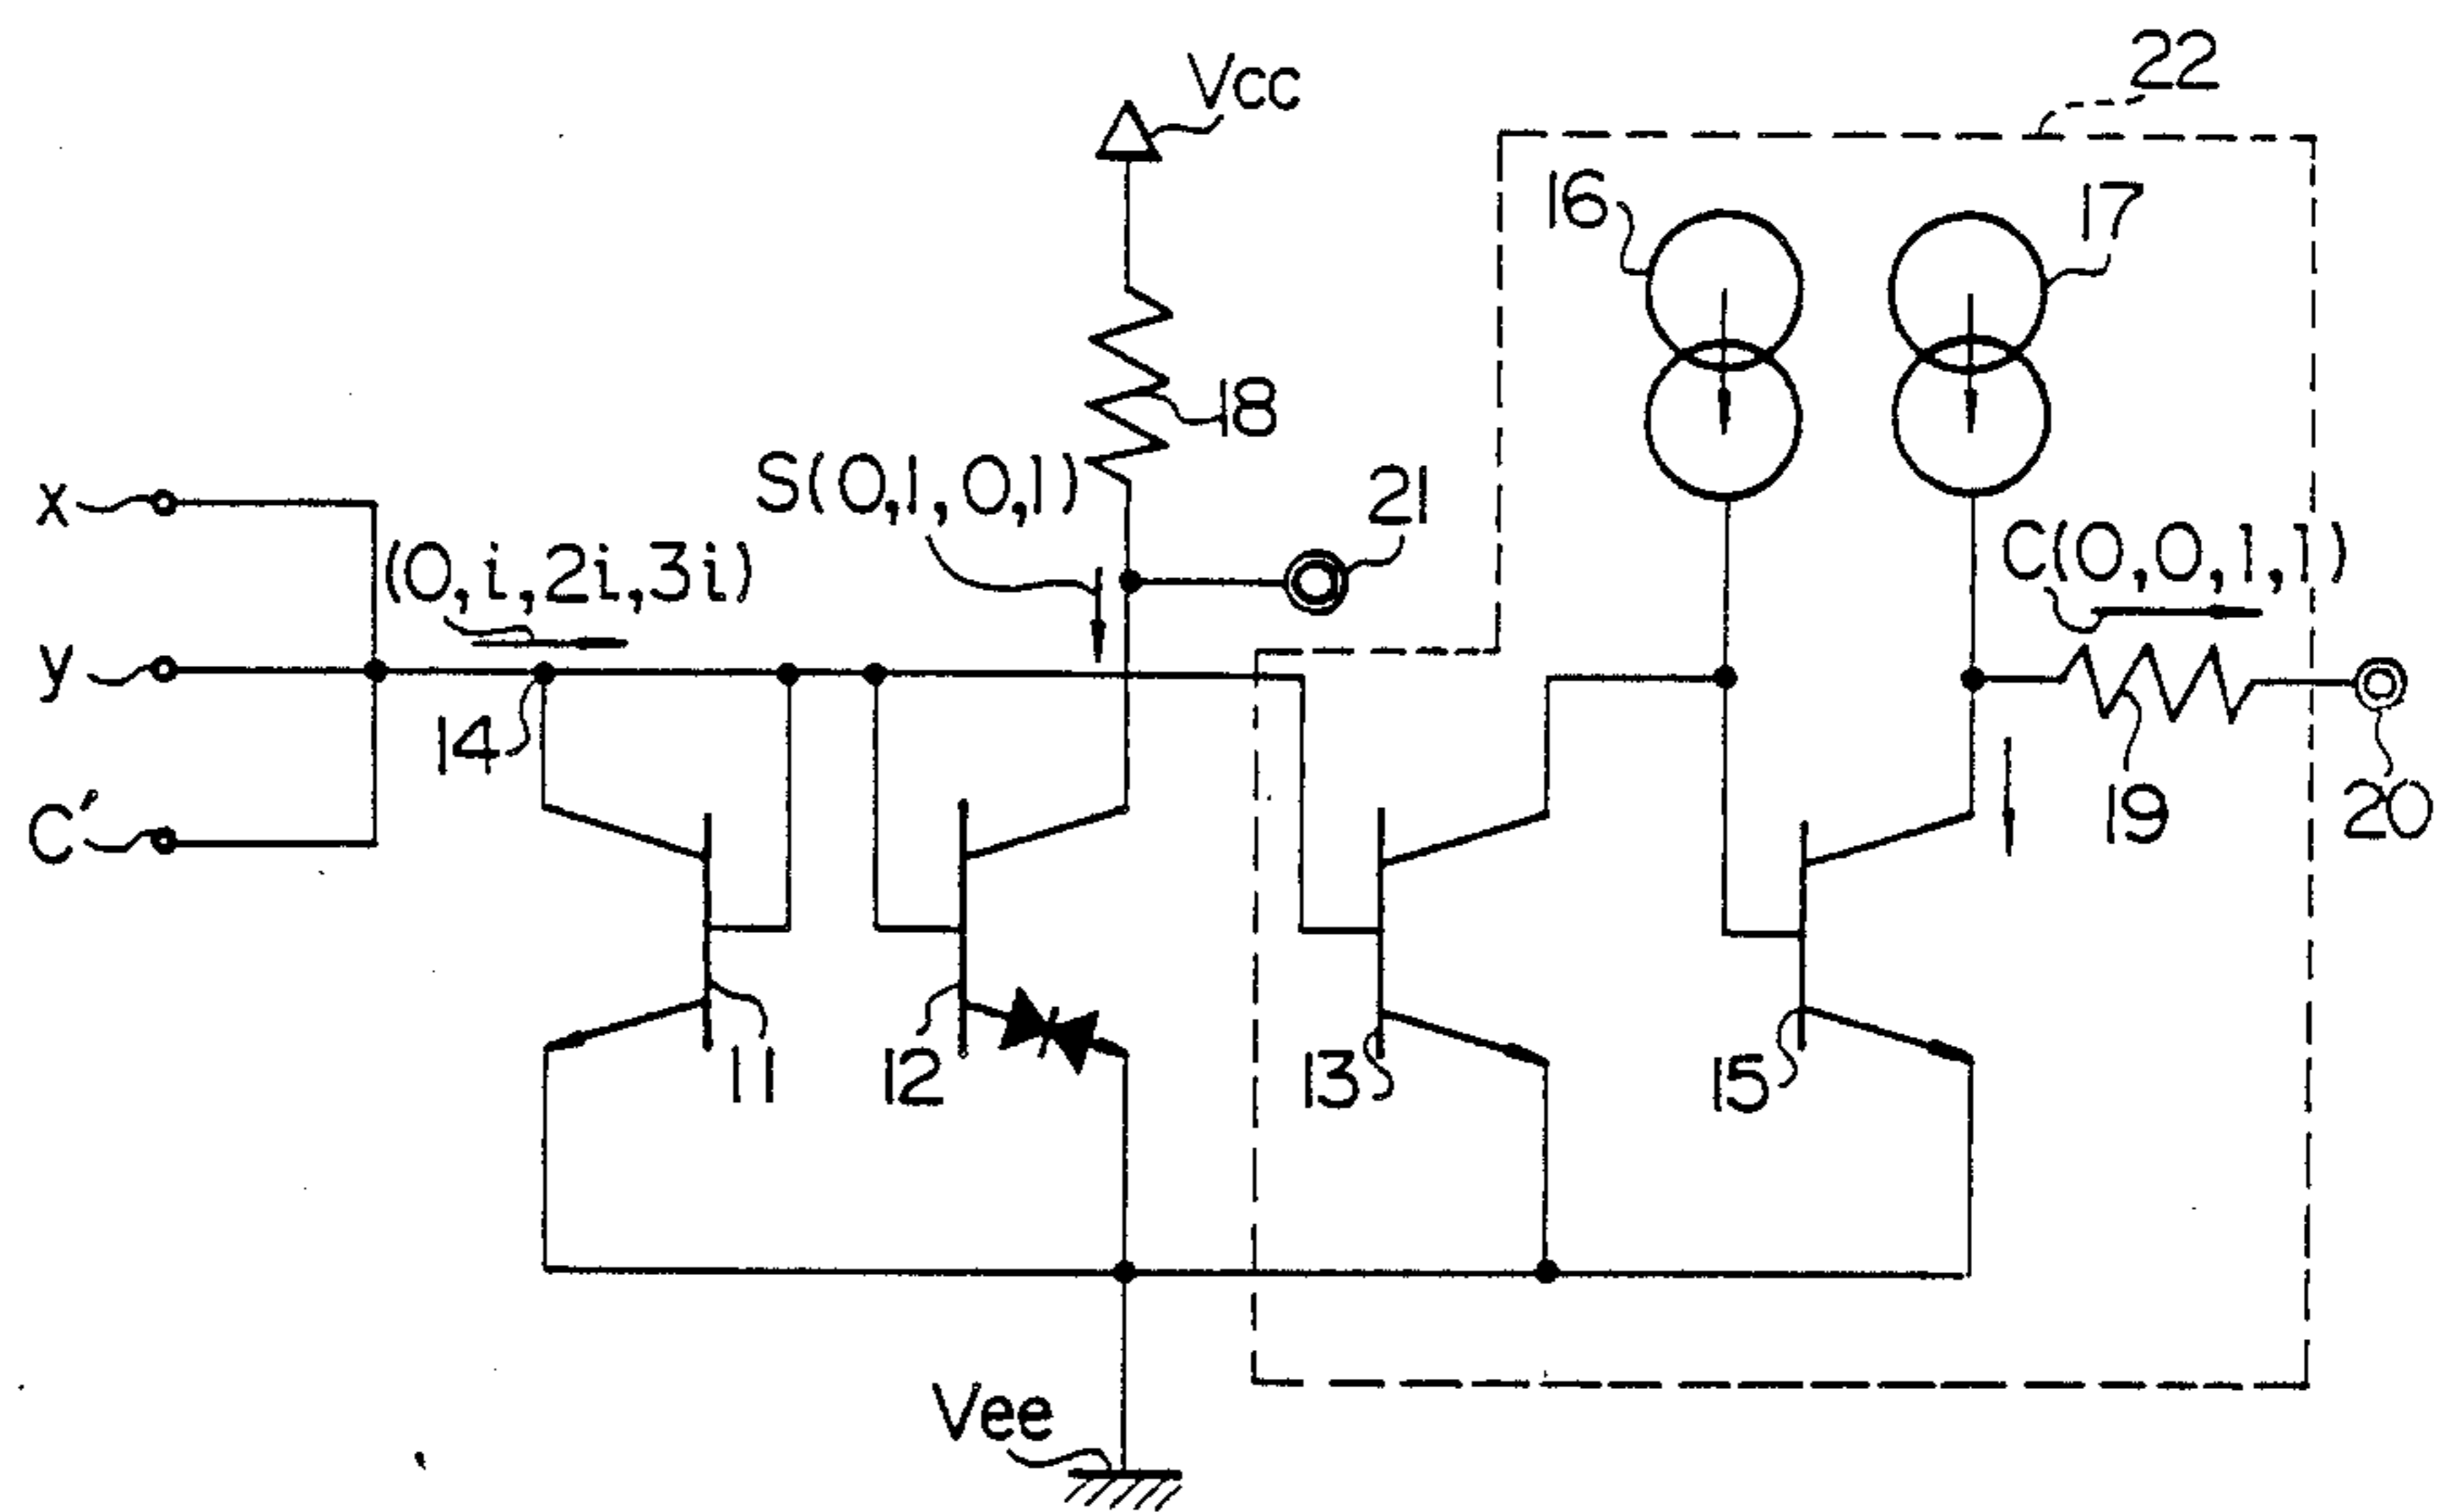 Vcc
22
16
17
18
S(0,1,0,1)
21
x
(0,i,2i,3i)
C(0,0,1,1)
y
14
C'
19
20
11
12
13
15
Vee